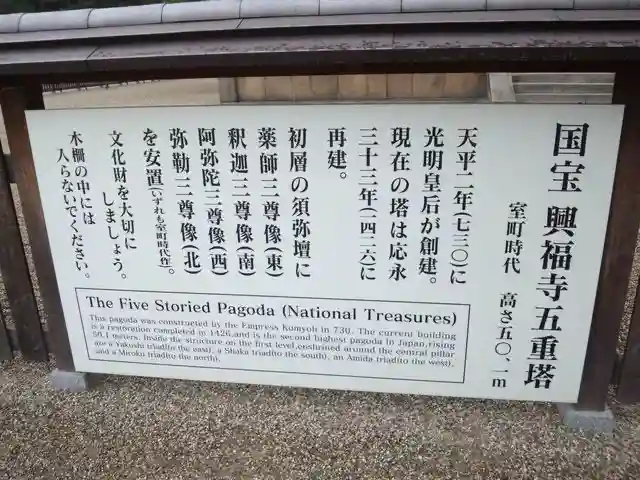 国宝 興福寺五重塔
室町時代 高さ五〇.一m
天平二年(七三〇)に
光明皇后が創建。
現在の塔は応永
三十三年(一四二六)に
再建。
初層の須弥壇に
薬師三尊像(東)
釈迦三尊像(南)
阿弥陀三尊像(西)
弥勒三尊像(北)
を安置(いずれも室町時代作)。
文化財を大切に
しましょう。
木柵の中には
入らないでください。
The Five Storied Pagoda (National Treasures)
This pagoda was constructed by the Empress Komyoh in 730. The current building
is a restoration completed in 1426,and is the second highest pagoda in Japan,rising
50.1 meters. Inside the structure on the first level,enshrined around the central pillar
are a Yakushi triad(to the east), a Shaka triad(to the south), an Amida triad(to the west),
and a Miroku triad(to the north).